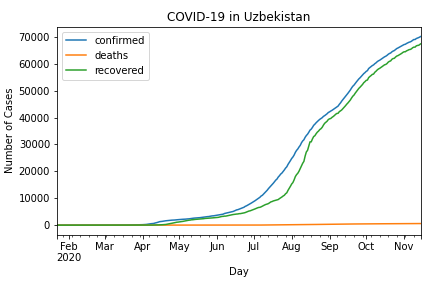 COVID-19 in Uzbekistan
confirmed
deaths
recovered
Number of Cases
70000
60000
50000
40000
30000
20000
10000
0
Feb Mar Apr May Jun Jul Aug Sep Oct Nov
2020
Day